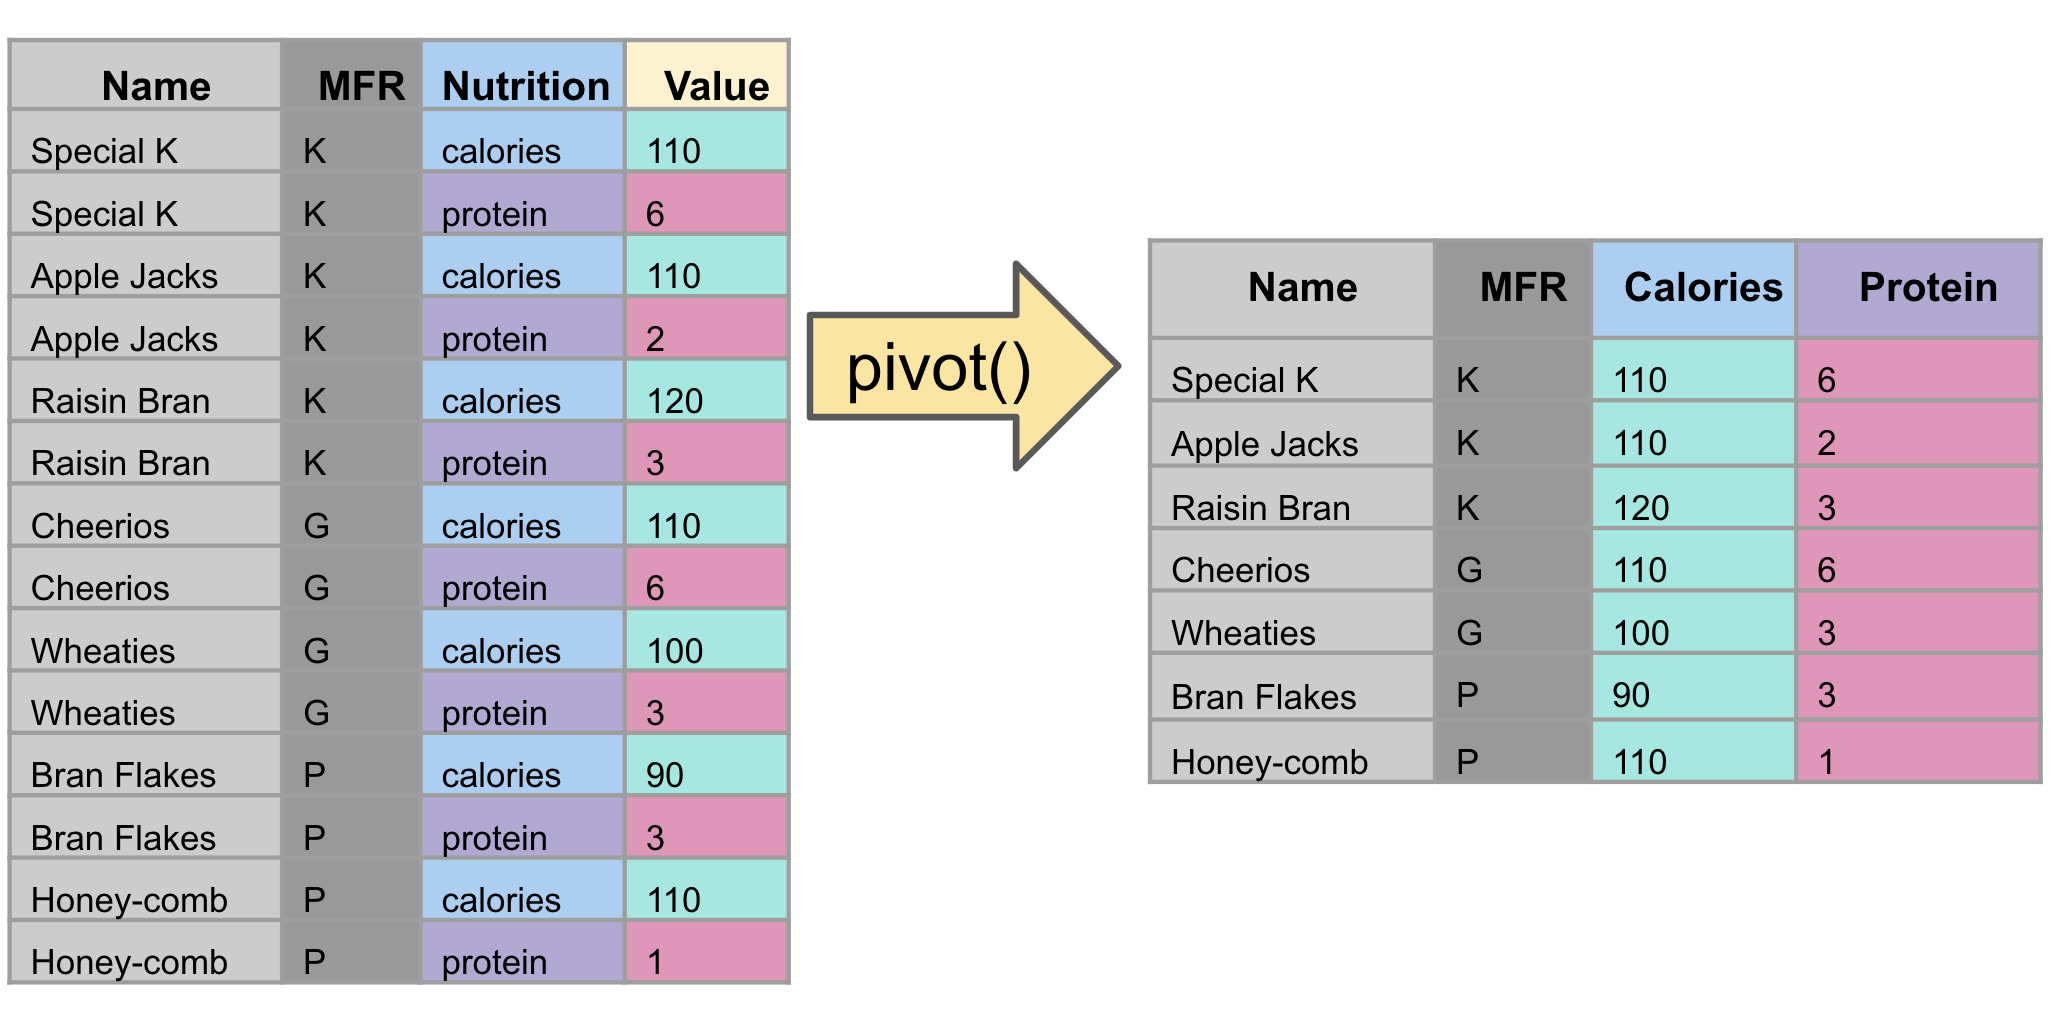 Name MFR Nutrition Value
Special K K calories 110
Special K K protein 6
Apple Jacks K calories 110
Apple Jacks K protein 2
Raisin Bran K calories 120
Raisin Bran K protein 3
Cheerios G calories 110
Cheerios G protein 6
Wheaties G calories 100
Wheaties G protein 3
Bran Flakes P calories 90
Bran Flakes P protein 3
Honey-comb P calories 110
Honey-comb P protein 1
pivot()
Name MFR Calories Protein
Special K K 110 6
Apple Jacks K 110 2
Raisin Bran K 120 3
Cheerios G 110 6
Wheaties G 100 3
Bran Flakes P 90 3
Honey-comb P 110 1